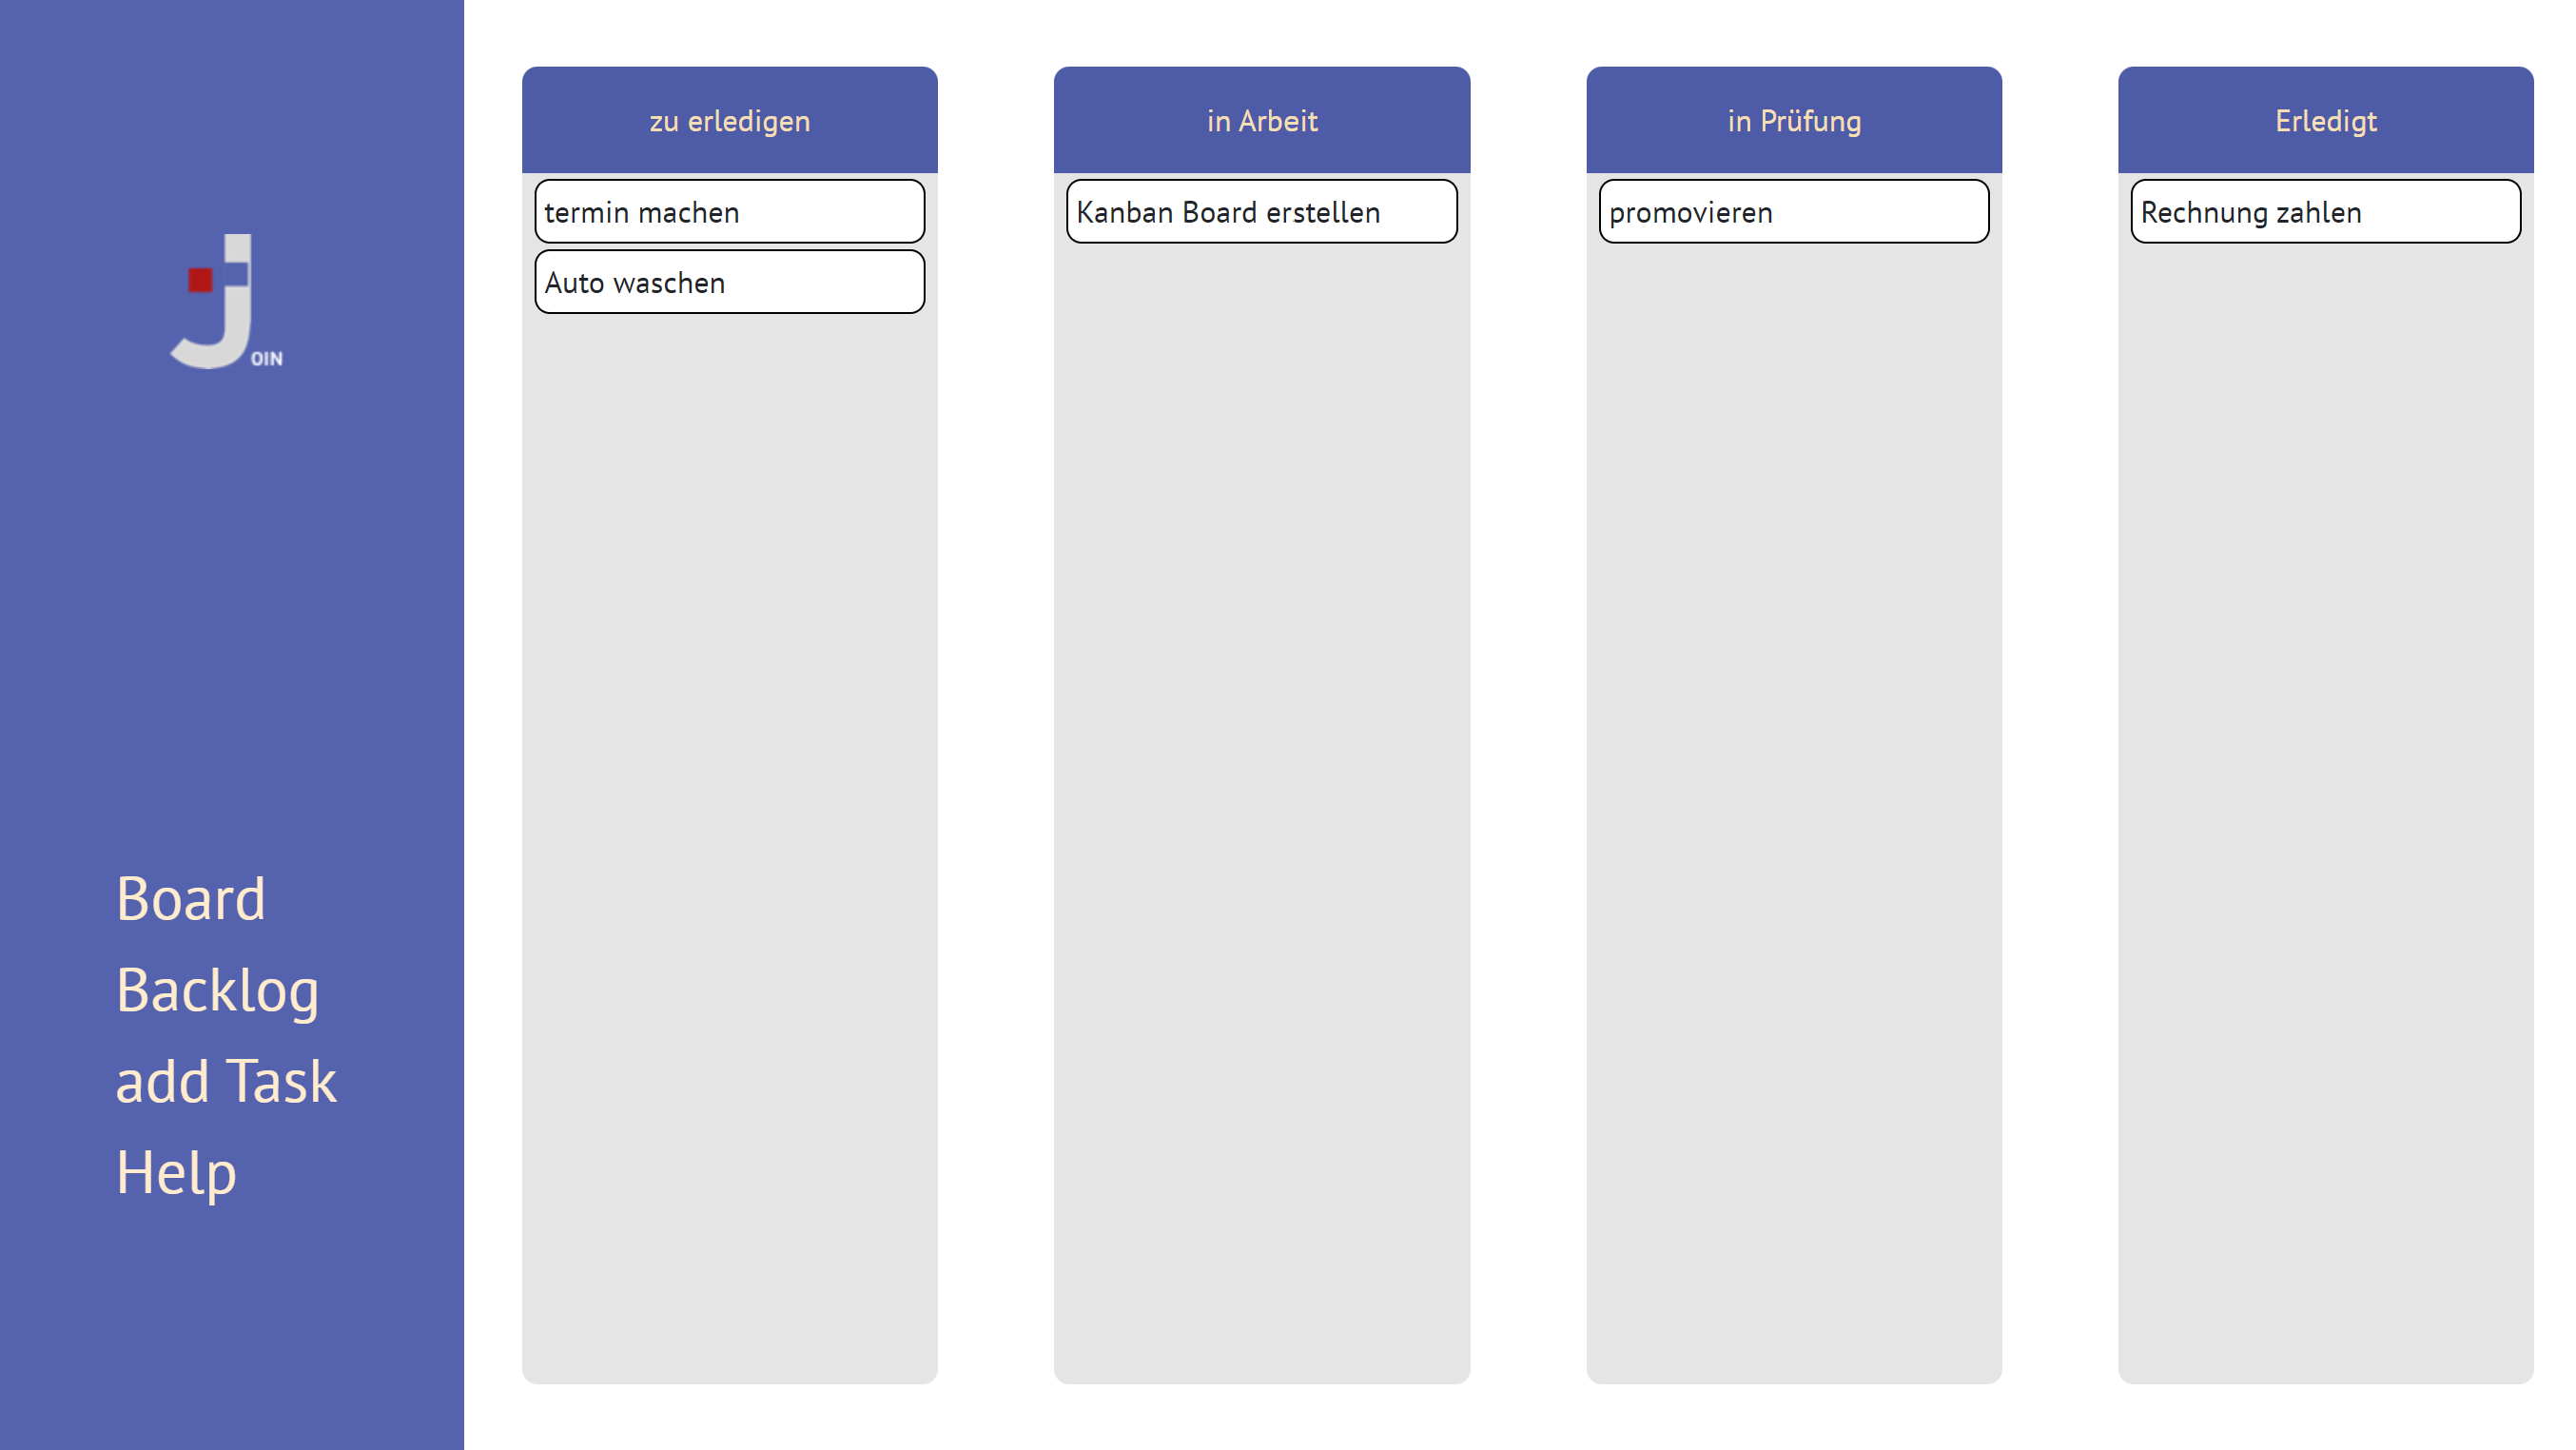 JOIN
Board
Backlog
add Task
Help
zu erledigen
termin machen
Auto waschen
in Arbeit
Kanban Board erstellen
in Prüfung
promovieren
Erledigt
Rechnung zahlen